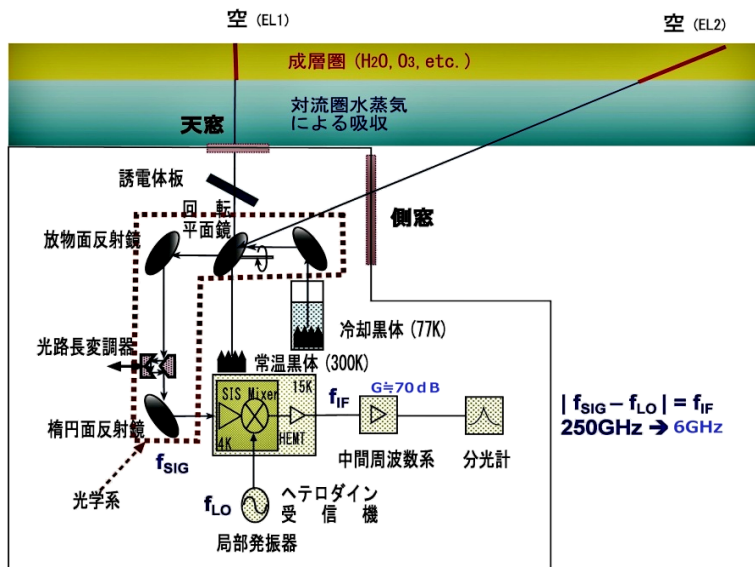 空 (EL1)
空 (EL2)
成層圏 (H2O, O3, etc.)
対流圏水蒸気
による吸収
天窓
誘電体板
回転
平面鏡
側窓
放物面反射鏡
冷却黒体 (77K)
光路長変調器
常温黒体 (300K)
SIS Mixer
15K
4K
HEMT
fIF
G≒70dB
| fSIG − fLO | = fIF
250GHz ➔ 6GHz
楕円面反射鏡
fSIG
中間周波数系
分光計
光学系
fLO
ヘテロダイン
受信機
局部発振器